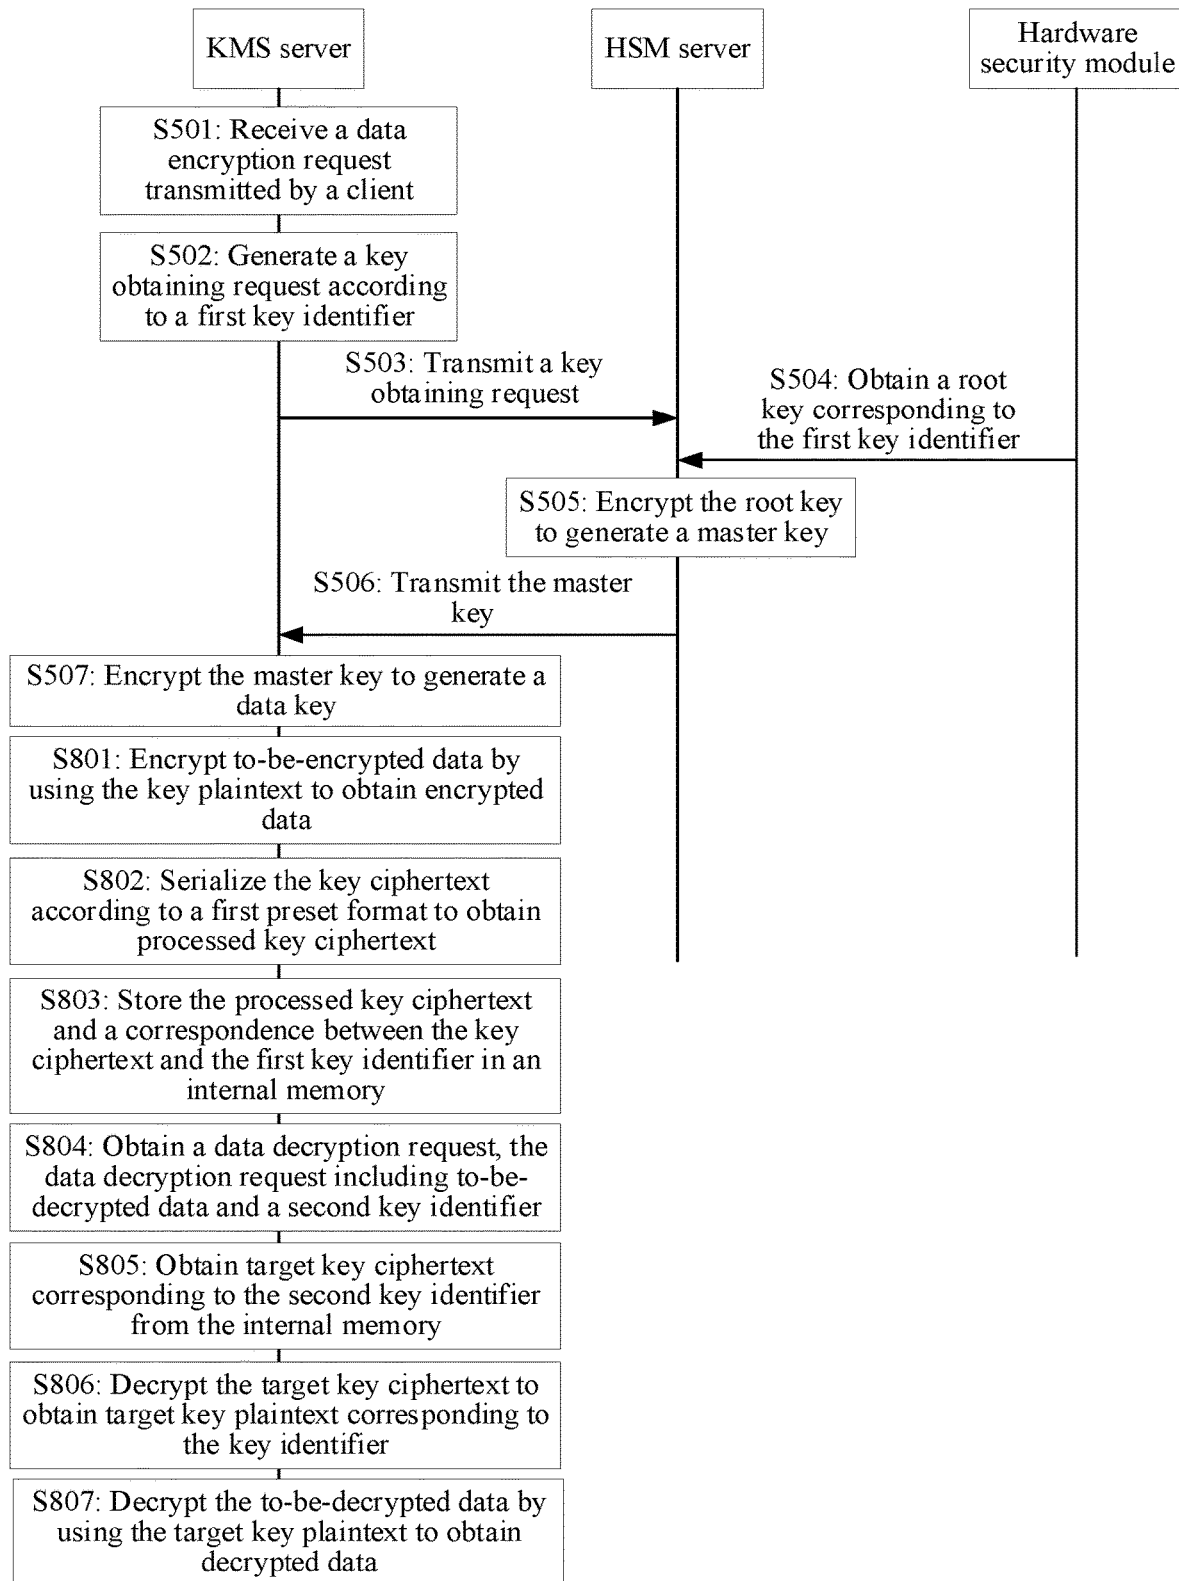 KMS server
HSM server
Hardware
security module
S501: Receive a data
encryption request
transmitted by a client
S502: Generate a key
obtaining request according
to a first key identifier
S503: Transmit a key
obtaining request
S504: Obtain a root
key corresponding to
the first key identifier
S505: Encrypt the root key
to generate a master key
S506: Transmit the master
key
S507: Encrypt the master key to generate a
data key
S801: Encrypt to-be-encrypted data by
using the key plaintext to obtain encrypted
data
S802: Serialize the key ciphertext
according to a first preset format to obtain
processed key ciphertext
S803: Store the processed key ciphertext
and a correspondence between the key
ciphertext and the first key identifier in an
internal memory
S804: Obtain a data decryption request, the
data decryption request including to-be-
decrypted data and a second key identifier
S805: Obtain target key ciphertext
corresponding to the second key identifier
from the internal memory
S806: Decrypt the target key ciphertext to
obtain target key plaintext corresponding to
the key identifier
S807: Decrypt the to-be-decrypted data by
using the target key plaintext to obtain
decrypted data